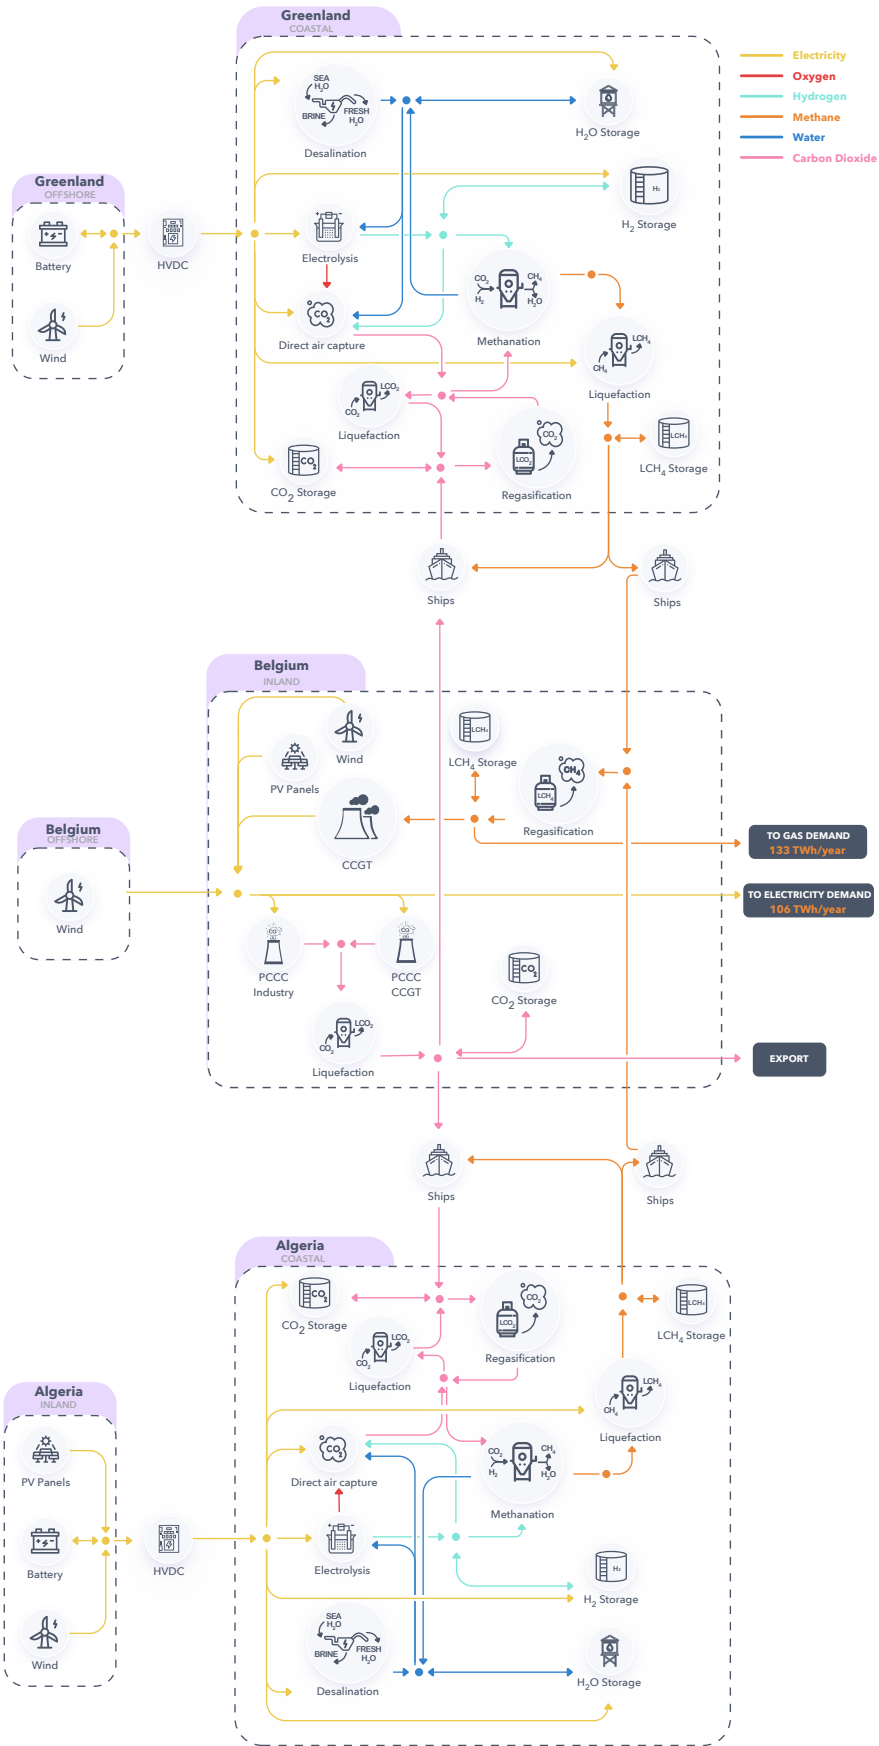 Greenland
COASTAL
Electricity
Oxygen
Hydrogen
Methane
Water
Carbon Dioxide
SEA
H2O
BRINE
FRESH
H2O
Desalination
H2O Storage
Greenland
OFFSHORE
Battery
Wind
HVDC
H2
H2 Storage
Electrolysis
CO2
H2
CH4
H2O
Methanation
CO2
Direct air capture
CH4
LCH4
Liquefaction
CO2
LCO2
Liquefaction
CO2
LCO2
Regasification
LCH4
LCH4 Storage
CO2
CO2 Storage
Ships
Ships
Belgium
INLAND
Wind
PV Panels
CCGT
LCH4
LCH4 Storage
CH4
LCH4
Regasification
TO GAS DEMAND
133 TWh/year
Belgium
OFFSHORE
Wind
TO ELECTRICITY DEMAND
106 TWh/year
CO2
PCCC
Industry
CO2
PCCC
CCGT
CO2
CO2 Storage
CO2
LCO2
Liquefaction
EXPORT
Ships
Ships
Algeria
COASTAL
CO2
CO2 Storage
CO2
LCO2
Regasification
LCH4
LCH4 Storage
CO2
LCO2
Liquefaction
CH4
LCH4
Liquefaction
Algeria
INLAND
PV Panels
Battery
Wind
HVDC
CO2
Direct air capture
CO2
H2
CH4
H2O
Methanation
Electrolysis
H2
H2 Storage
SEA
H2O
BRINE
FRESH
H2O
Desalination
H2O Storage